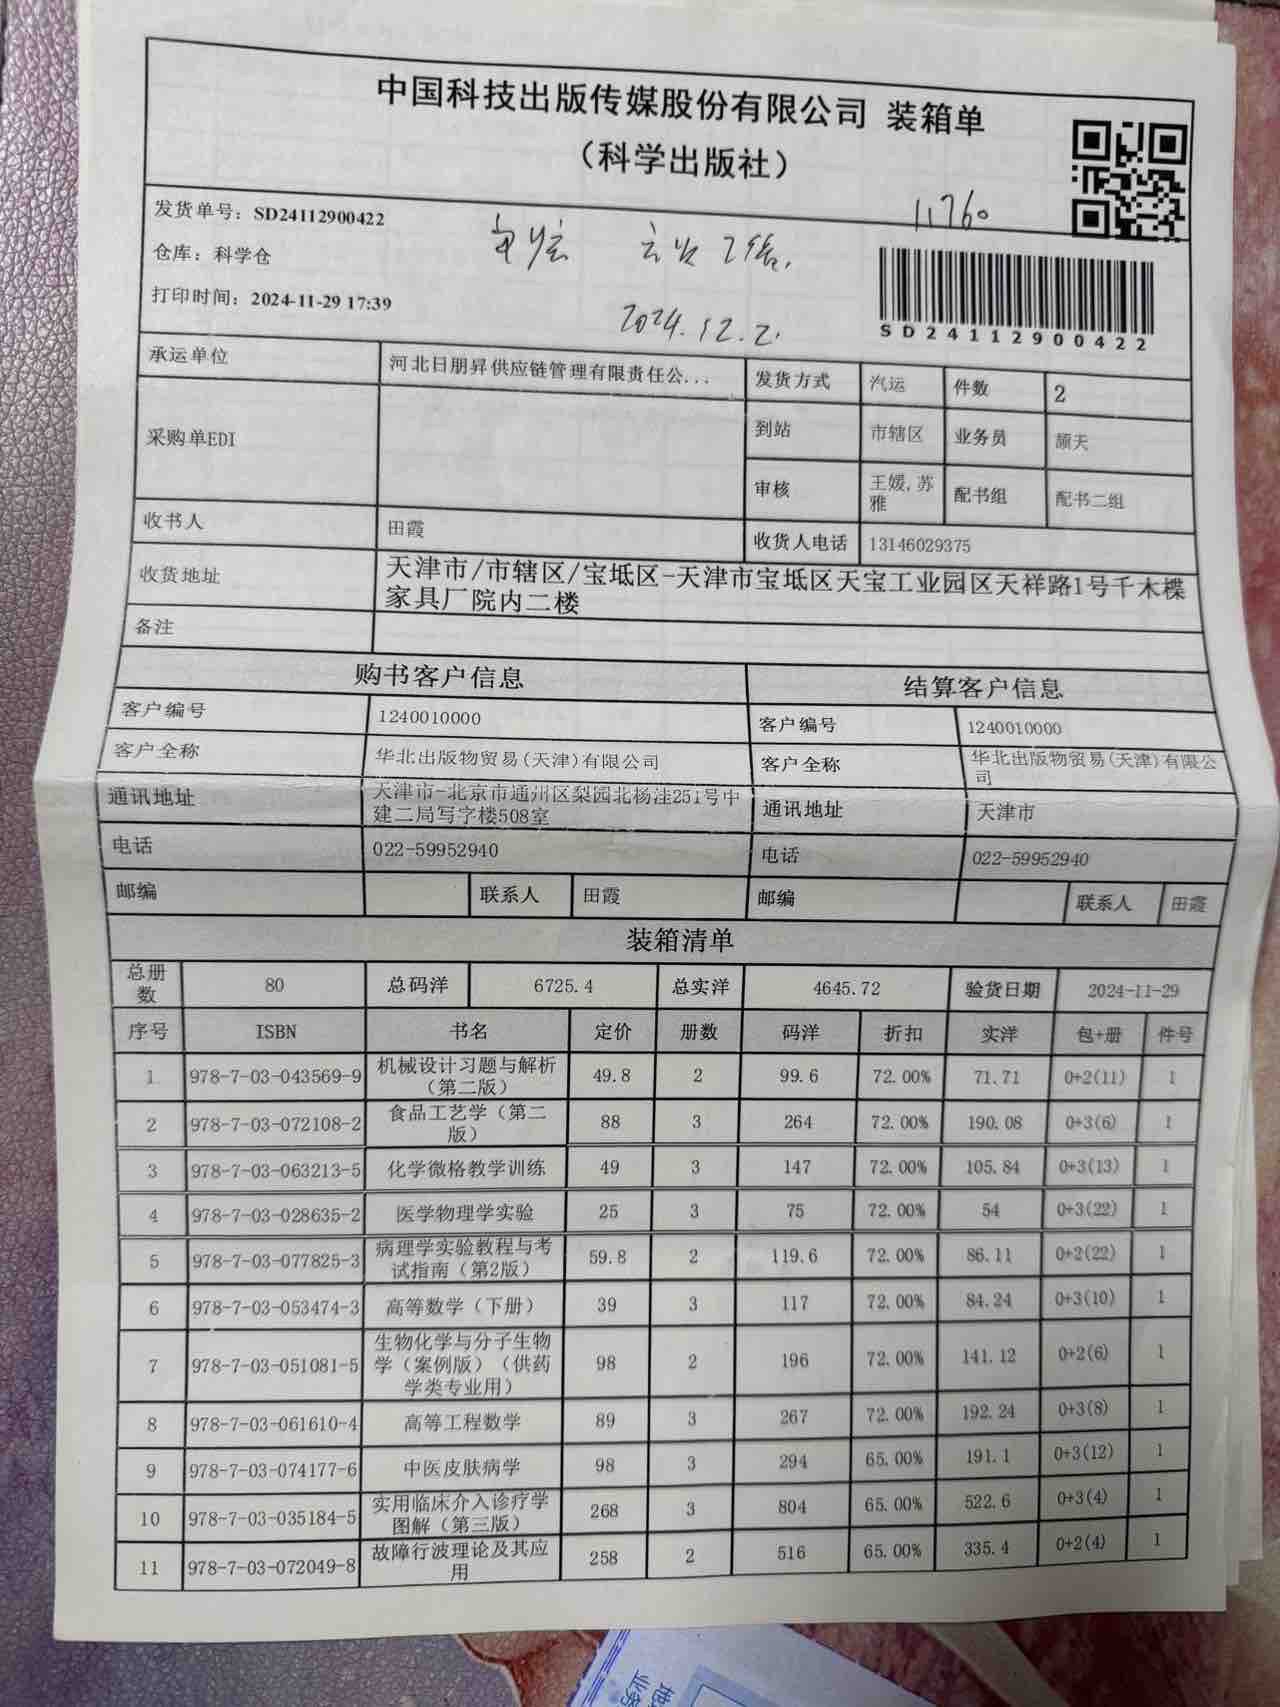 中国科技出版传媒股份有限公司 装箱单
（科学出版社）
发货单号：SD24112900422
11760
仓库：科学仓
打印时间：2024-11-29 17:39
2024.12.2.
SD24112900422
承运单位 河北日朋昇供应链管理有限责任公... 发货方式 汽运 件数 2
采购单EDI 到站 市辖区 业务员 颉天
审核 王媛,苏雅 配书组 配书二组
收书人 田霞 收货人电话 13146029375
收货地址 天津市/市辖区/宝坻区-天津市宝坻区天宝工业园区天祥路1号千木楪
家具厂院内二楼
备注
购书客户信息 结算客户信息
客户编号 1240010000 客户编号 1240010000
客户全称 华北出版物贸易(天津)有限公司 客户全称 华北出版物贸易(天津)有限公司
通讯地址 天津市-北京市通州区梨园北杨洼251号中建二局写字楼508室 通讯地址 天津市
电话 022-59952940 电话 022-59952940
邮编 联系人 田霞 邮编 联系人 田霞
装箱清单
总册数 80 总码洋 6725.4 总实洋 4645.72 验货日期 2024-11-29
序号 ISBN 书名 定价 册数 码洋 折扣 实洋 包+册 件号
1 978-7-03-043569-9 机械设计习题与解析（第二版） 49.8 2 99.6 72.00% 71.71 0+2(11) 1
2 978-7-03-072108-2 食品工艺学（第二版） 88 3 264 72.00% 190.08 0+3(6) 1
3 978-7-03-063213-5 化学微格教学训练 49 3 147 72.00% 105.84 0+3(13) 1
4 978-7-03-028635-2 医学物理学实验 25 3 75 72.00% 54 0+3(22) 1
5 978-7-03-077825-3 病理学实验教程与考试指南（第2版） 59.8 2 119.6 72.00% 86.11 0+2(22) 1
6 978-7-03-053474-3 高等数学（下册） 39 3 117 72.00% 84.24 0+3(10) 1
7 978-7-03-051081-5 生物化学与分子生物学（案例版）（供药学类专业用） 98 2 196 72.00% 141.12 0+2(6) 1
8 978-7-03-061610-4 高等工程数学 89 3 267 72.00% 192.24 0+3(8) 1
9 978-7-03-074177-6 中医皮肤病学 98 3 294 65.00% 191.1 0+3(12) 1
10 978-7-03-035184-5 实用临床介入诊疗学图解（第三版） 268 3 804 65.00% 522.6 0+3(4) 1
11 978-7-03-072049-8 故障行波理论及其应用 258 2 516 65.00% 335.4 0+2(4) 1